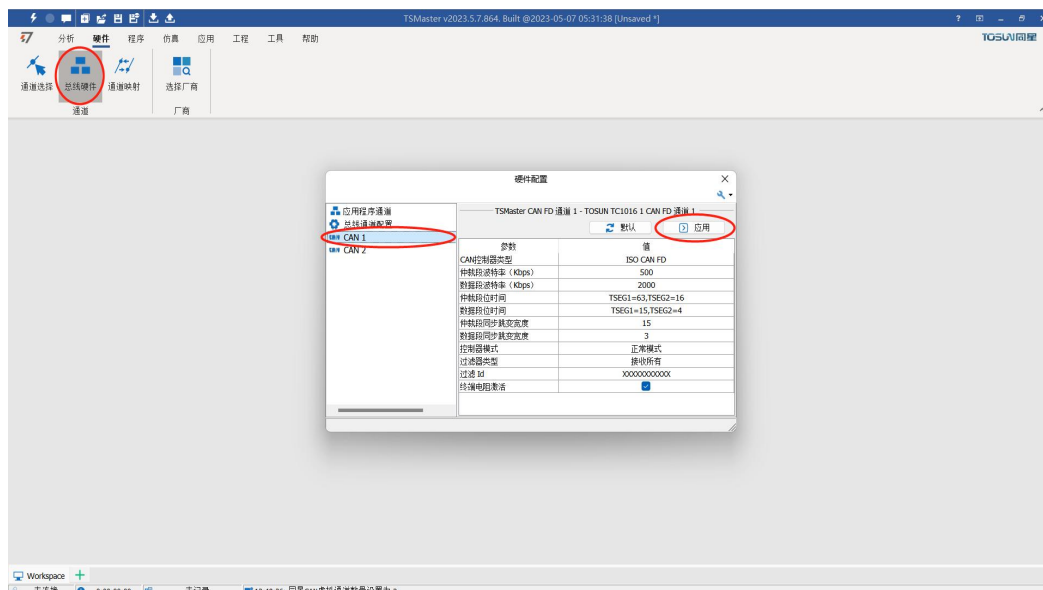 TSMaster v2023.5.7.864. Built @2023-05-07 05:31:38 [Unsaved *]
分析 硬件 程序 仿真 应用 工程 工具 帮助
TOSUN同星
通道选择 总线硬件 通道映射 选择厂商
通道 厂商
硬件配置
应用程序通道
总线通道配置
CAN 1
CAN 2
TSMaster CAN FD 通道 1 - TOSUN TC1016 1 CAN FD 通道 1
默认 应用
参数 值
CAN控制器类型 ISO CAN FD
仲裁段波特率（Kbps） 500
数据段波特率（Kbps） 2000
仲裁段位时间 TSEG1=63,TSEG2=16
数据段位时间 TSEG1=15,TSEG2=4
仲裁段同步跳变宽度 15
数据段同步跳变宽度 3
控制器模式 正常模式
过滤器类型 接收所有
过滤 Id XXXXXXXXXXX
终端电阻激活
Workspace